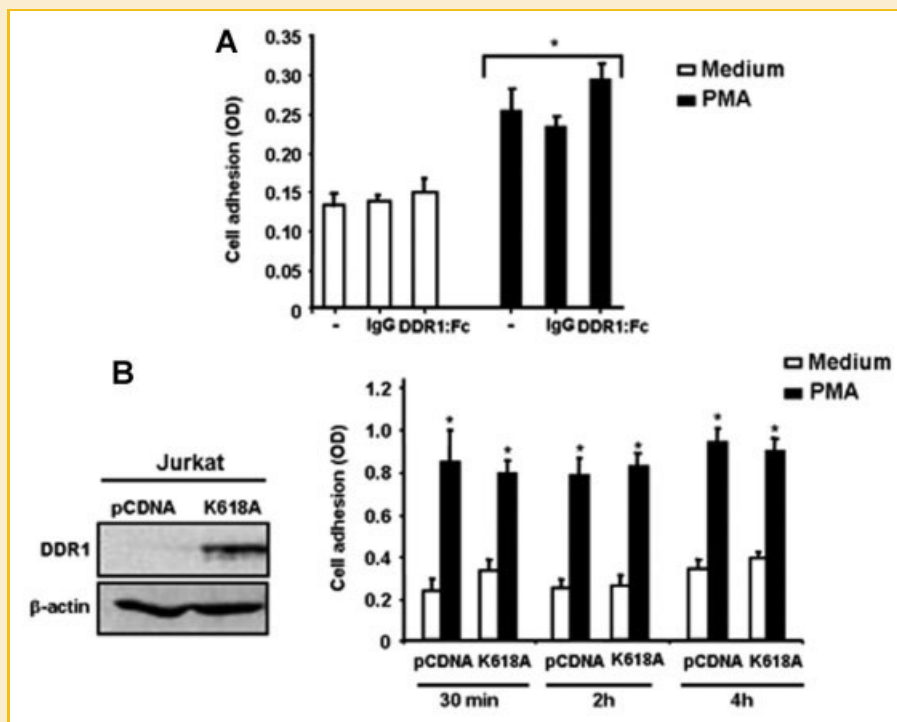 A
0.35
0.30
0.25
0.20
0.15
0.10
0.05
0
Cell adhesion (OD)
*
Medium
PMA
- IgG DDR1:Fc - IgG DDR1:Fc
B
Jurkat
pCDNA K618A
DDR1
β-actin
1.2
1.0
0.8
0.6
0.4
0.2
0
Cell adhesion (OD)
* * * * * *
Medium
PMA
pCDNA K618A pCDNA K618A pCDNA K618A
30 min 2h 4h